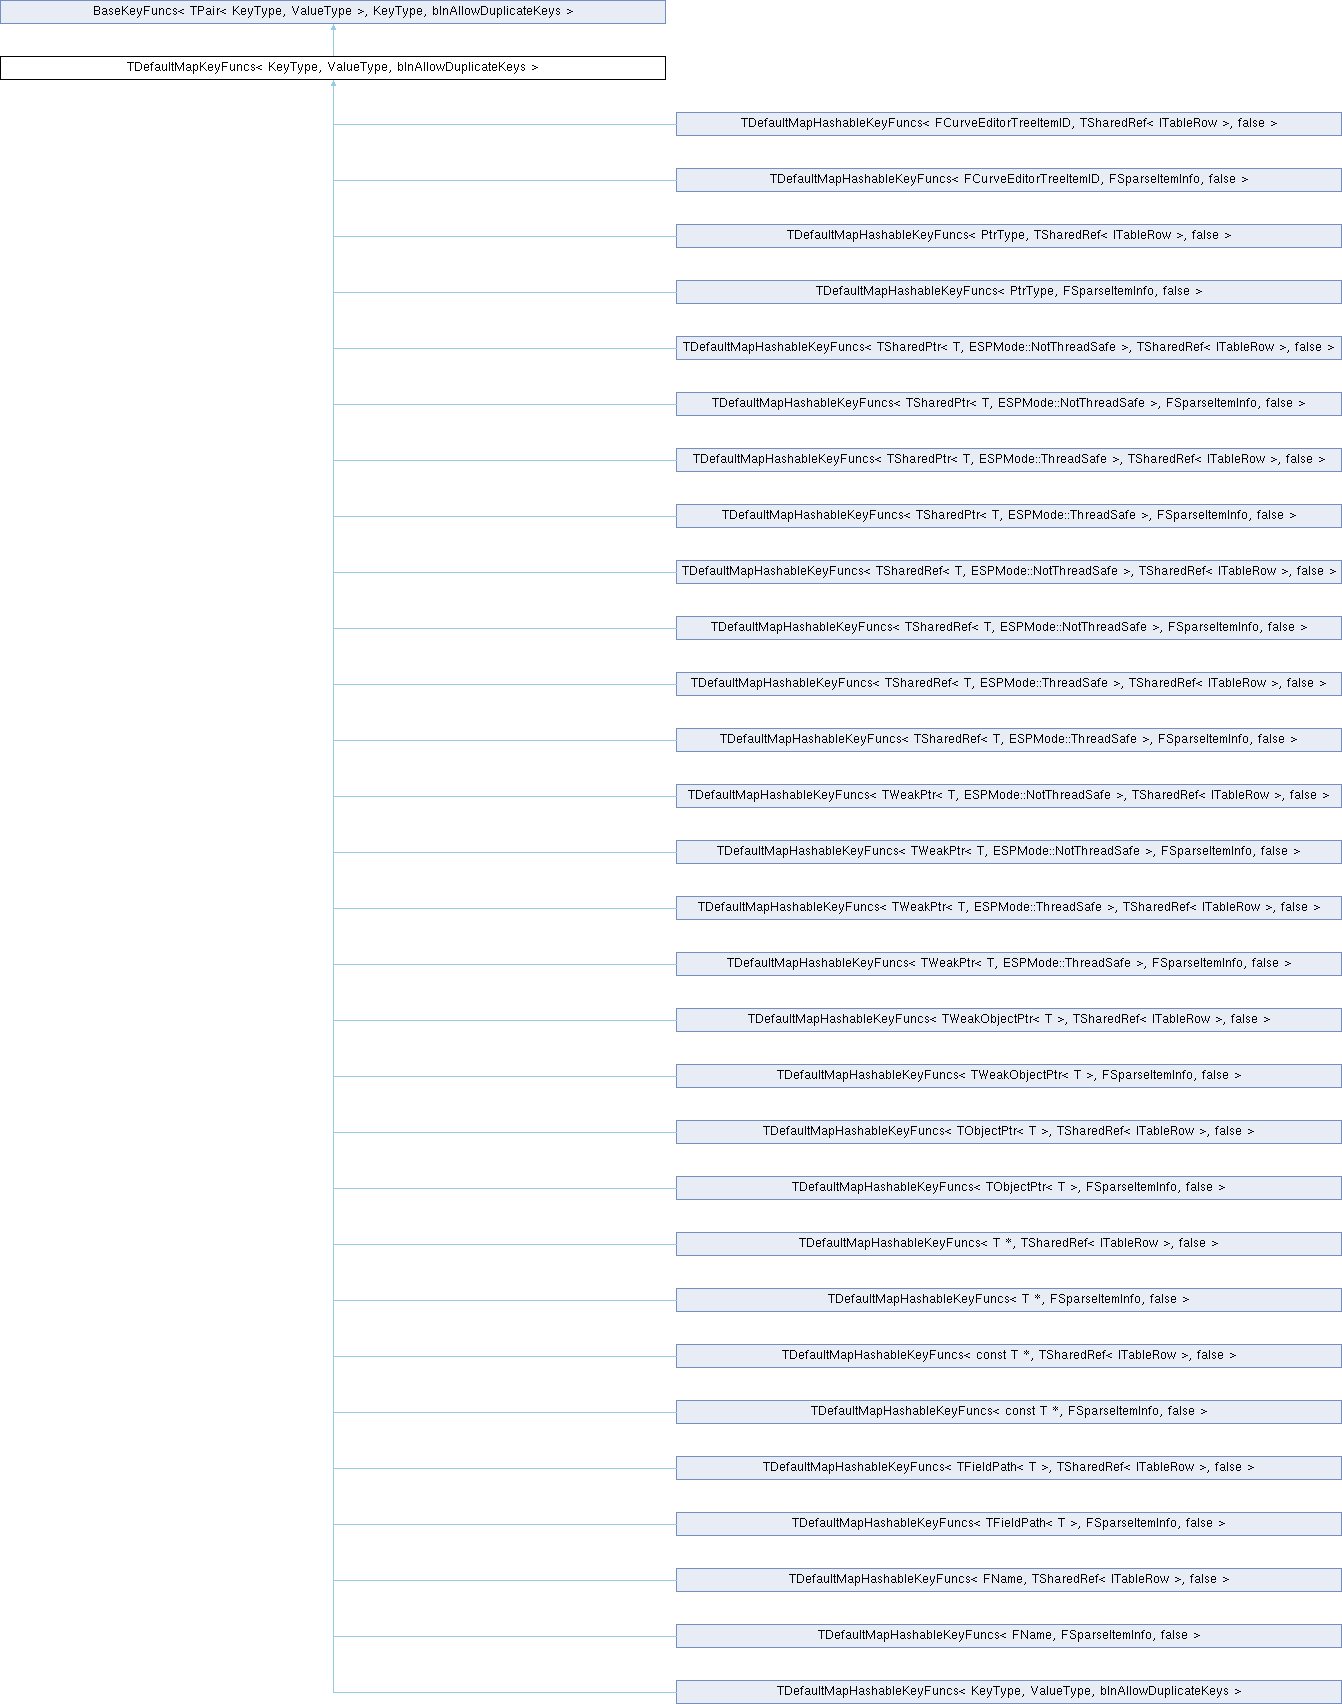 BaseKeyFuncs< TPair< KeyType, ValueType >, KeyType, bInAllowDuplicateKeys >
TDefaultMapKeyFuncs< KeyType, ValueType, bInAllowDuplicateKeys >
TDefaultMapHashableKeyFuncs< FCurveEditorTreeItemID, TSharedRef< ITableRow >, false >
TDefaultMapHashableKeyFuncs< FCurveEditorTreeItemID, FSparseItemInfo, false >
TDefaultMapHashableKeyFuncs< PtrType, TSharedRef< ITableRow >, false >
TDefaultMapHashableKeyFuncs< PtrType, FSparseItemInfo, false >
TDefaultMapHashableKeyFuncs< TSharedPtr< T, ESPMode::NotThreadSafe >, TSharedRef< ITableRow >, false >
TDefaultMapHashableKeyFuncs< TSharedPtr< T, ESPMode::NotThreadSafe >, FSparseItemInfo, false >
TDefaultMapHashableKeyFuncs< TSharedPtr< T, ESPMode::ThreadSafe >, TSharedRef< ITableRow >, false >
TDefaultMapHashableKeyFuncs< TSharedPtr< T, ESPMode::ThreadSafe >, FSparseItemInfo, false >
TDefaultMapHashableKeyFuncs< TSharedRef< T, ESPMode::NotThreadSafe >, TSharedRef< ITableRow >, false >
TDefaultMapHashableKeyFuncs< TSharedRef< T, ESPMode::NotThreadSafe >, FSparseItemInfo, false >
TDefaultMapHashableKeyFuncs< TSharedRef< T, ESPMode::ThreadSafe >, TSharedRef< ITableRow >, false >
TDefaultMapHashableKeyFuncs< TSharedRef< T, ESPMode::ThreadSafe >, FSparseItemInfo, false >
TDefaultMapHashableKeyFuncs< TWeakPtr< T, ESPMode::NotThreadSafe >, TSharedRef< ITableRow >, false >
TDefaultMapHashableKeyFuncs< TWeakPtr< T, ESPMode::NotThreadSafe >, FSparseItemInfo, false >
TDefaultMapHashableKeyFuncs< TWeakPtr< T, ESPMode::ThreadSafe >, TSharedRef< ITableRow >, false >
TDefaultMapHashableKeyFuncs< TWeakPtr< T, ESPMode::ThreadSafe >, FSparseItemInfo, false >
TDefaultMapHashableKeyFuncs< TWeakObjectPtr< T >, TSharedRef< ITableRow >, false >
TDefaultMapHashableKeyFuncs< TWeakObjectPtr< T >, FSparseItemInfo, false >
TDefaultMapHashableKeyFuncs< TObjectPtr< T >, TSharedRef< ITableRow >, false >
TDefaultMapHashableKeyFuncs< TObjectPtr< T >, FSparseItemInfo, false >
TDefaultMapHashableKeyFuncs< T *, TSharedRef< ITableRow >, false >
TDefaultMapHashableKeyFuncs< T *, FSparseItemInfo, false >
TDefaultMapHashableKeyFuncs< const T *, TSharedRef< ITableRow >, false >
TDefaultMapHashableKeyFuncs< const T *, FSparseItemInfo, false >
TDefaultMapHashableKeyFuncs< TFieldPath< T >, TSharedRef< ITableRow >, false >
TDefaultMapHashableKeyFuncs< TFieldPath< T >, FSparseItemInfo, false >
TDefaultMapHashableKeyFuncs< FName, TSharedRef< ITableRow >, false >
TDefaultMapHashableKeyFuncs< FName, FSparseItemInfo, false >
TDefaultMapHashableKeyFuncs< KeyType, ValueType, bInAllowDuplicateKeys >